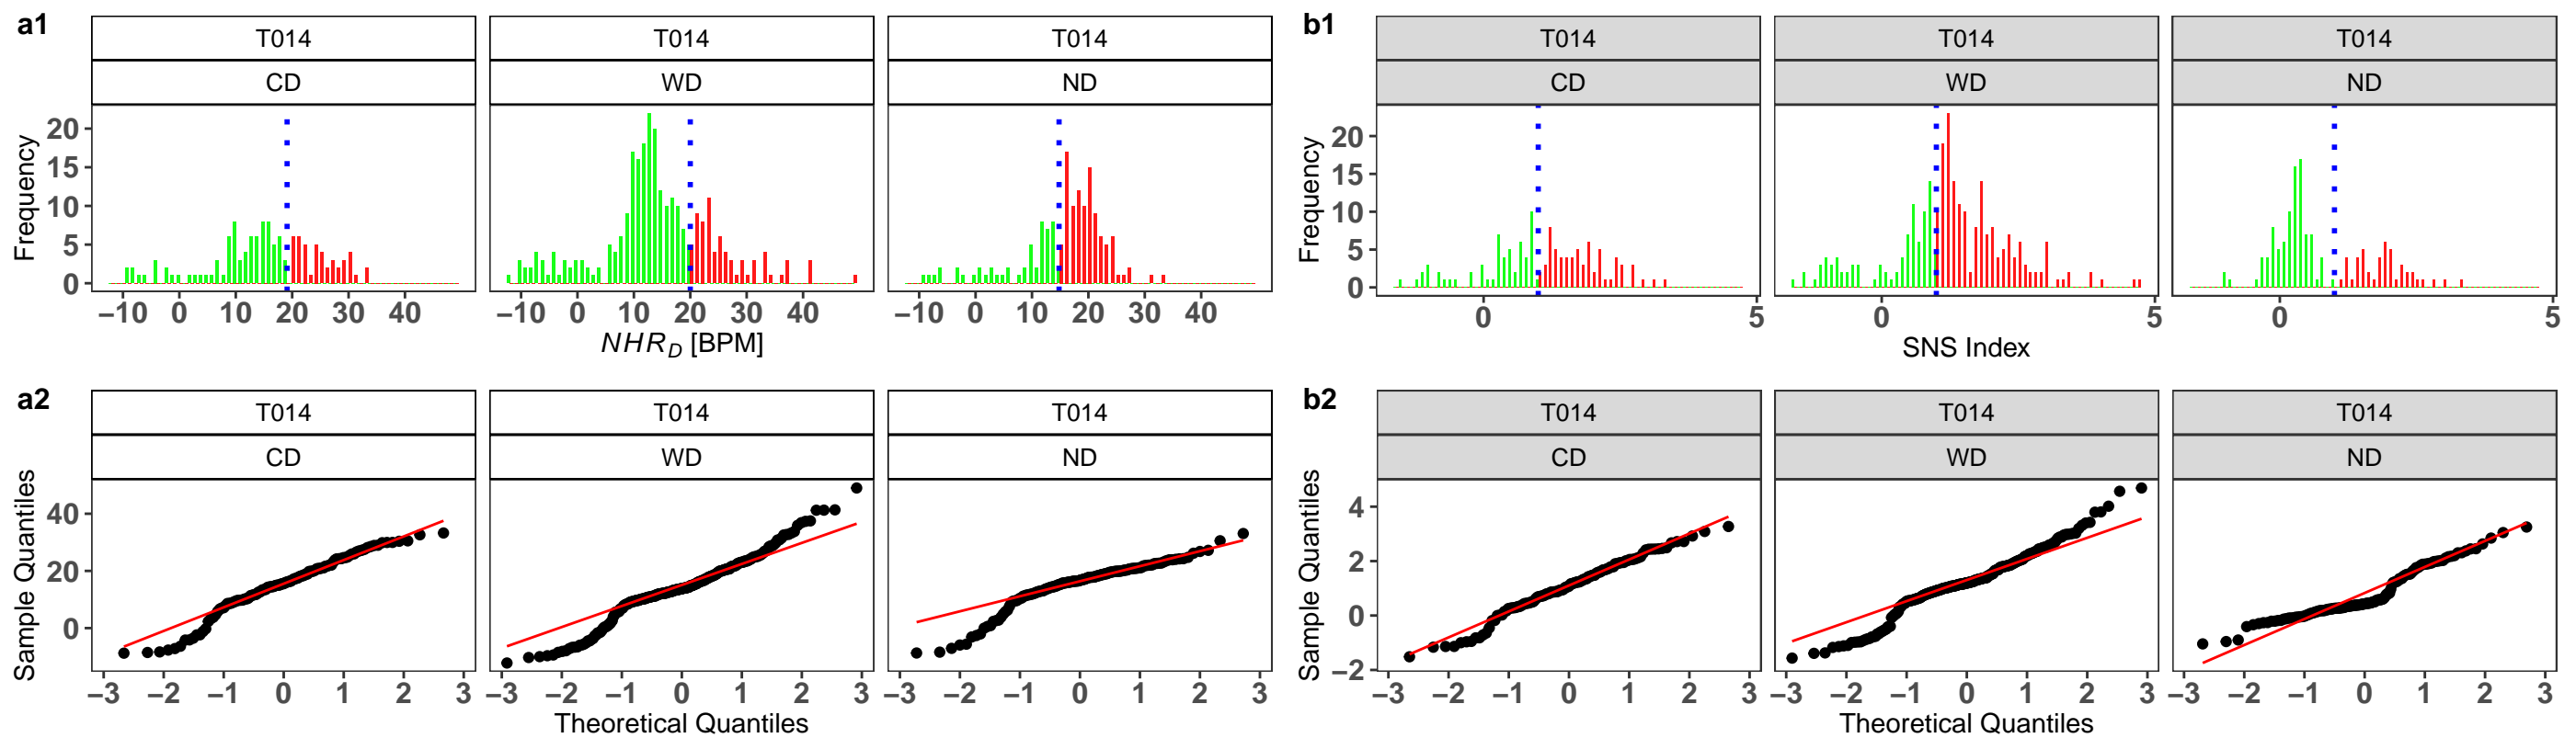 a1
T014 T014 T014
CD WD ND
Frequency
20
15
10
5
0
−10 0 10 20 30 40 −10 0 10 20 30 40 −10 0 10 20 30 40
NHR_D [BPM]
b1
T014 T014 T014
CD WD ND
Frequency
20
15
10
5
0
0 5 0 5 0 5
SNS Index
a2
T014 T014 T014
CD WD ND
Sample Quantiles
40
20
0
−3 −2 −1 0 1 2 3 −3 −2 −1 0 1 2 3 −3 −2 −1 0 1 2 3
Theoretical Quantiles
b2
T014 T014 T014
CD WD ND
Sample Quantiles
4
2
0
−2
−3 −2 −1 0 1 2 3 −3 −2 −1 0 1 2 3 −3 −2 −1 0 1 2 3
Theoretical Quantiles